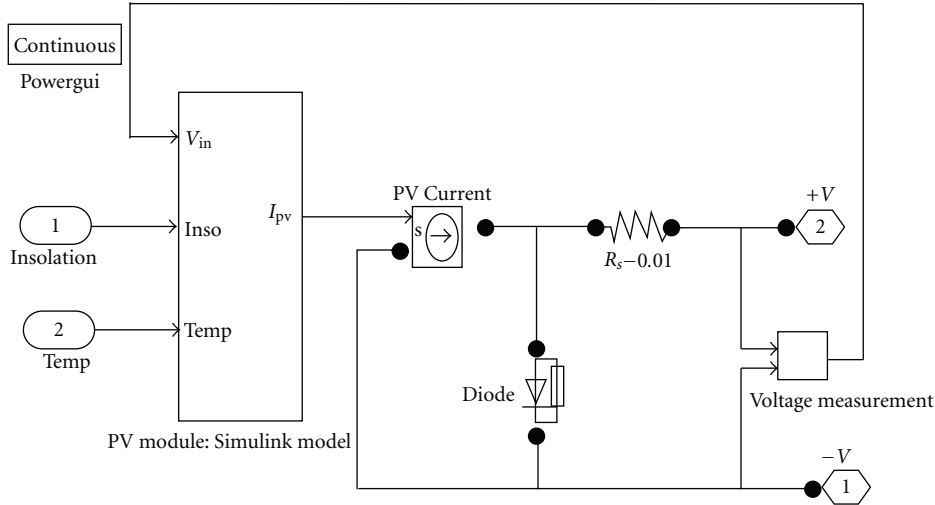 Continuous
Powergui
V_in
1
Insolation
Inso
I_pv
2
Temp
Temp
PV module: Simulink model
PV Current
s
R_s−0.01
+V
2
Diode
Voltage measurement
−V
1